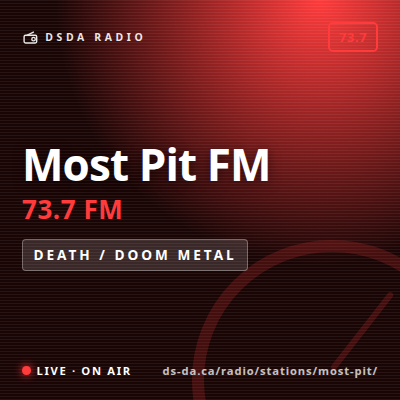 DSDA RADIO
73.7
Most Pit FM
73.7 FM
DEATH / DOOM METAL
LIVE · ON AIR
ds-da.ca/radio/stations/most-pit/